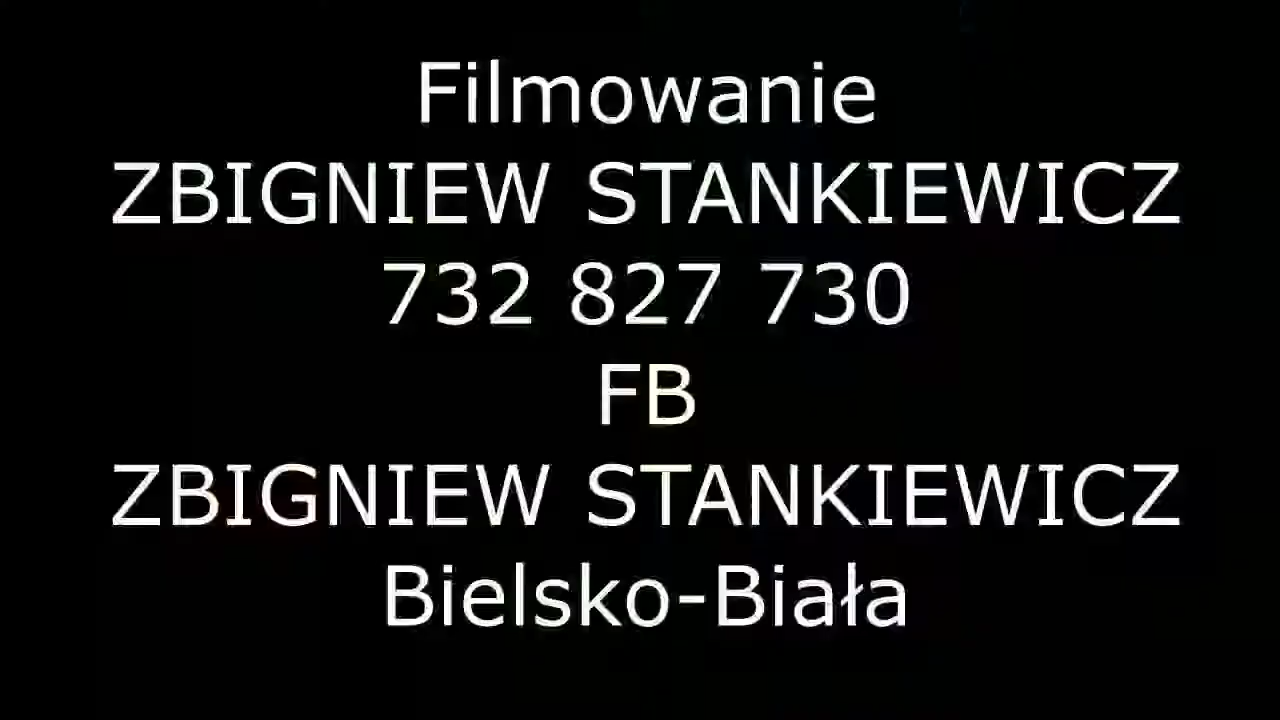 Filmowanie
ZBIGNIEW STANKIEWICZ
732 827 730
FB
ZBIGNIEW STANKIEWICZ
Bielsko-Biała